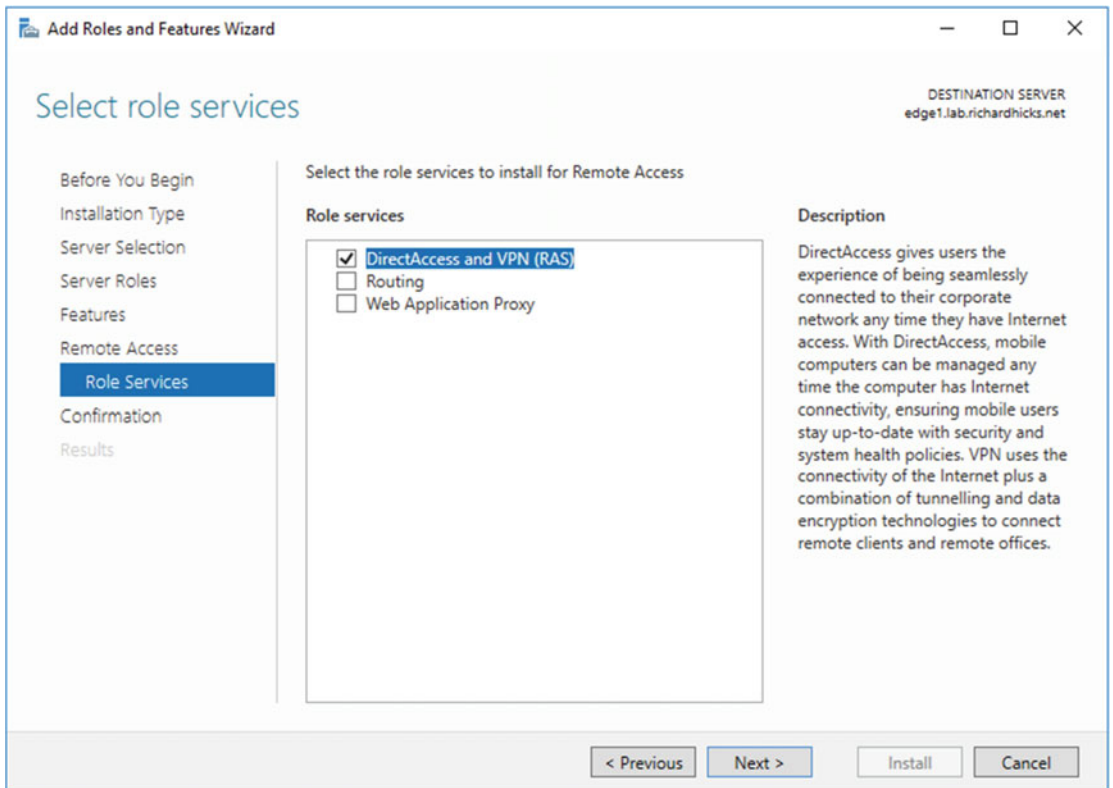 Add Roles and Features Wizard
Select role services
DESTINATION SERVER
edge1.lab.richardhicks.net
Before You Begin
Installation Type
Server Selection
Server Roles
Features
Remote Access
Role Services
Confirmation
Results
Select the role services to install for Remote Access
Role services
DirectAccess and VPN (RAS)
Routing
Web Application Proxy
Description
DirectAccess gives users the
experience of being seamlessly
connected to their corporate
network any time they have Internet
access. With DirectAccess, mobile
computers can be managed any
time the computer has Internet
connectivity, ensuring mobile users
stay up-to-date with security and
system health policies. VPN uses the
connectivity of the Internet plus a
combination of tunnelling and data
encryption technologies to connect
remote clients and remote offices.
< Previous
Next >
Install
Cancel